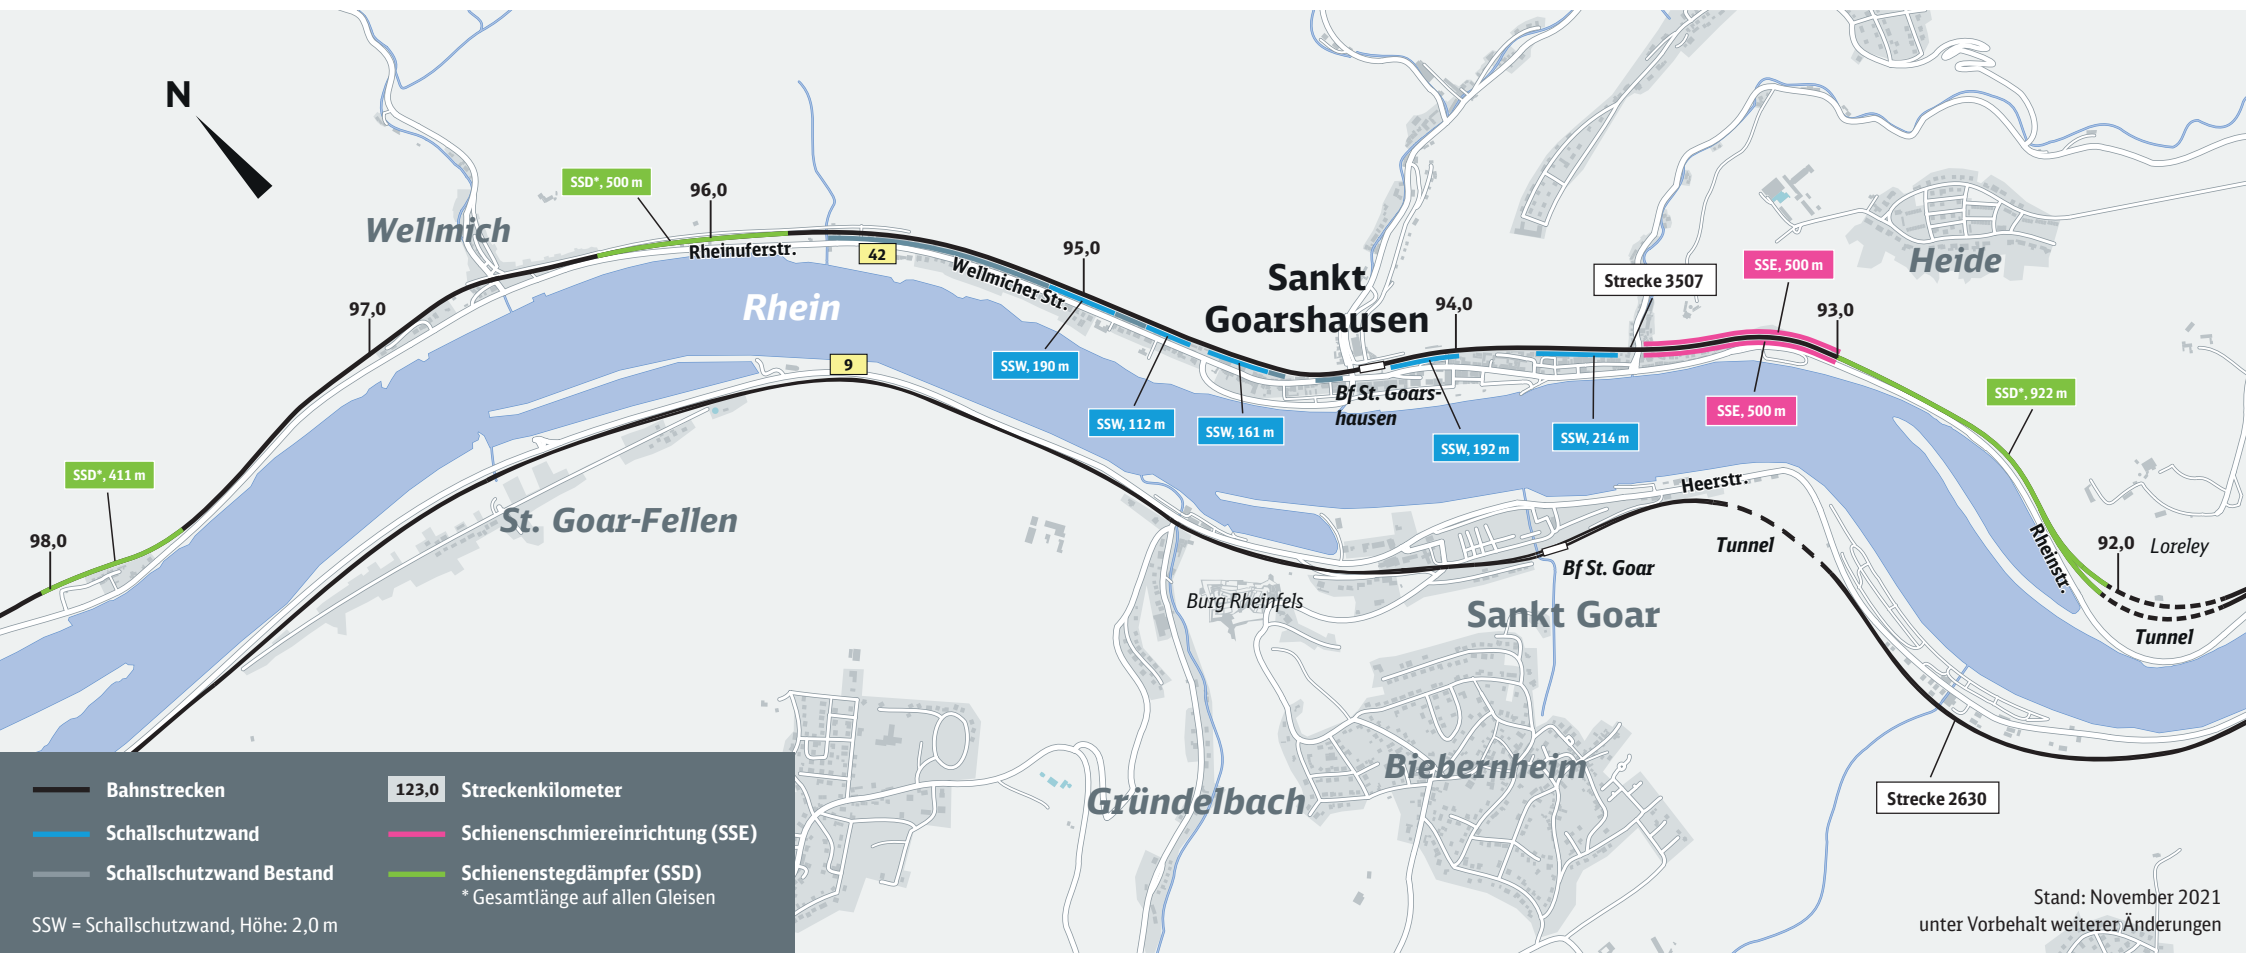 N
Wellmich
SSD*, 500 m
96,0
Rheinuferstr.
42
Wellmicher Str.
95,0
97,0
Rhein
9
Sankt
Goarshausen
94,0
Strecke 3507
SSE, 500 m
93,0
Heide
SSW, 190 m
SSW, 112 m
SSW, 161 m
Bf St. Goars-
hausen
SSW, 192 m
SSW, 214 m
SSE, 500 m
SSD*, 922 m
SSD*, 411 m
98,0
St. Goar-Fellen
Heerstr.
Tunnel
Bf St. Goar
Burg Rheinfels
Sankt Goar
Rheinstr.
92,0
Loreley
Tunnel
Biebernheim
Gründelbach
Strecke 2630
Bahnstrecken
Schallschutzwand
Schallschutzwand Bestand
SSW = Schallschutzwand, Höhe: 2,0 m
123,0 Streckenkilometer
Schienenschmiereinrichtung (SSE)
Schienenstegdämpfer (SSD)
* Gesamtlänge auf allen Gleisen
Stand: November 2021
unter Vorbehalt weiterer Änderungen